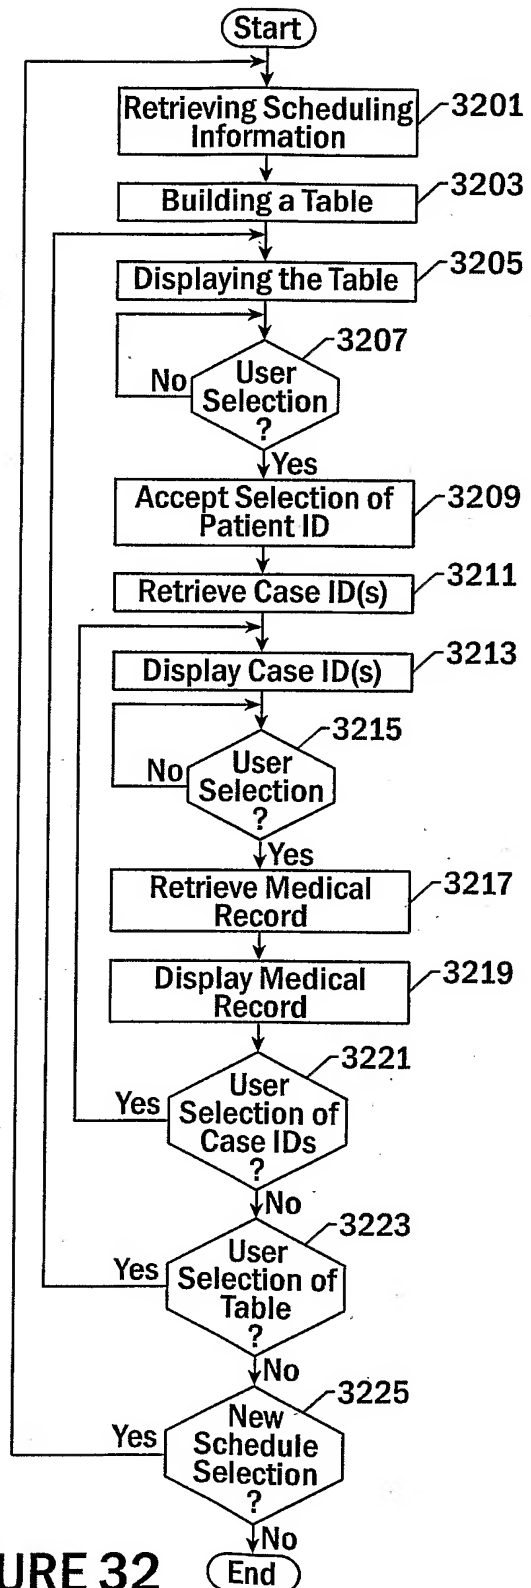 Start
Retrieving Scheduling
Information
3201
Building a Table
3203
Displaying the Table
3205
3207
User
Selection
?
No
Yes
Accept Selection of
Patient ID
3209
Retrieve Case ID(s)
3211
Display Case ID(s)
3213
3215
User
Selection
?
No
Yes
Retrieve Medical
Record
3217
Display Medical
Record
3219
3221
User
Selection of
Case IDs
?
Yes
No
3223
User
Selection of
Table
?
Yes
No
3225
New
Schedule
Selection
?
Yes
No
End
URE 32